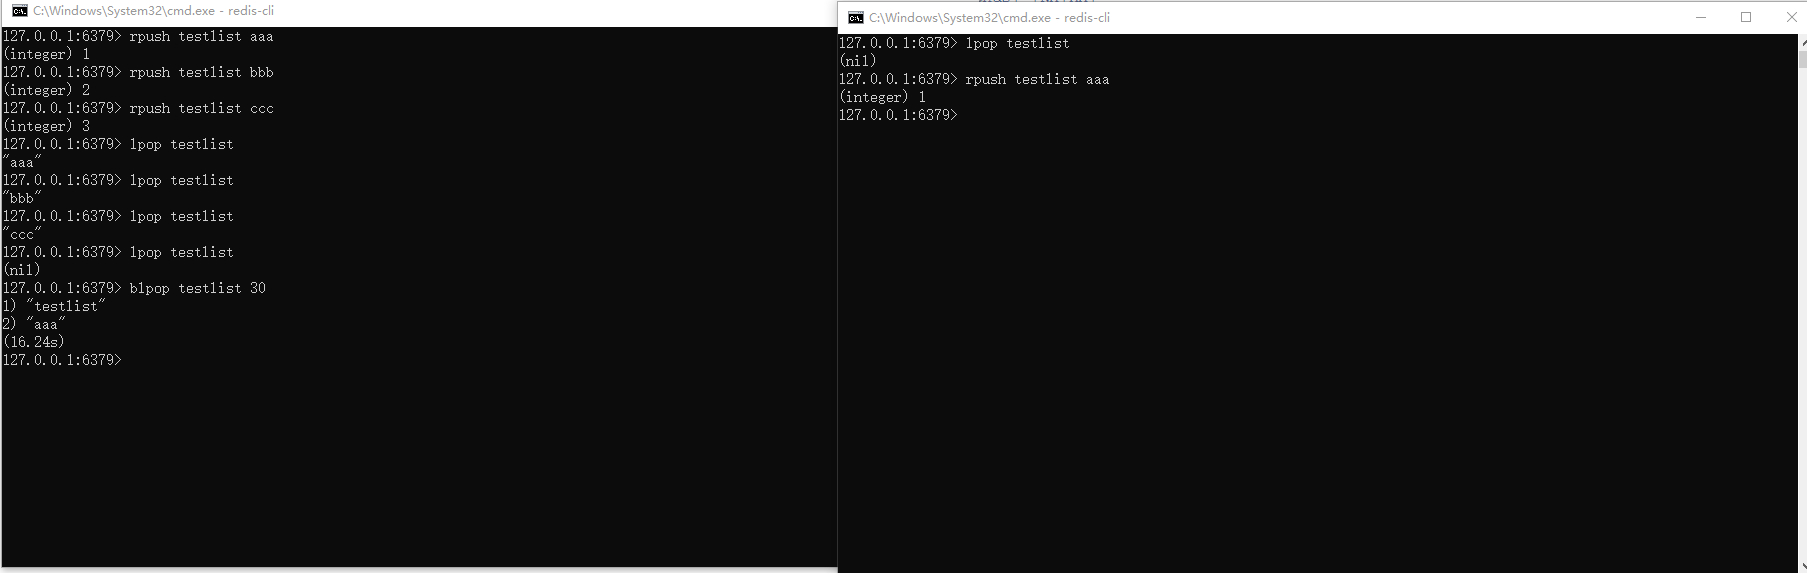 C:\Windows\System32\cmd.exe - redis-cli
127.0.0.1:6379> rpush testlist aaa
(integer) 1
127.0.0.1:6379> rpush testlist bbb
(integer) 2
127.0.0.1:6379> rpush testlist ccc
(integer) 3
127.0.0.1:6379> lpop testlist
"aaa"
127.0.0.1:6379> lpop testlist
"bbb"
127.0.0.1:6379> lpop testlist
"ccc"
127.0.0.1:6379> lpop testlist
(nil)
127.0.0.1:6379> blpop testlist 30
1) "testlist"
2) "aaa"
(16.24s)
127.0.0.1:6379>
C:\Windows\System32\cmd.exe - redis-cli
127.0.0.1:6379> lpop testlist
(nil)
127.0.0.1:6379> rpush testlist aaa
(integer) 1
127.0.0.1:6379>